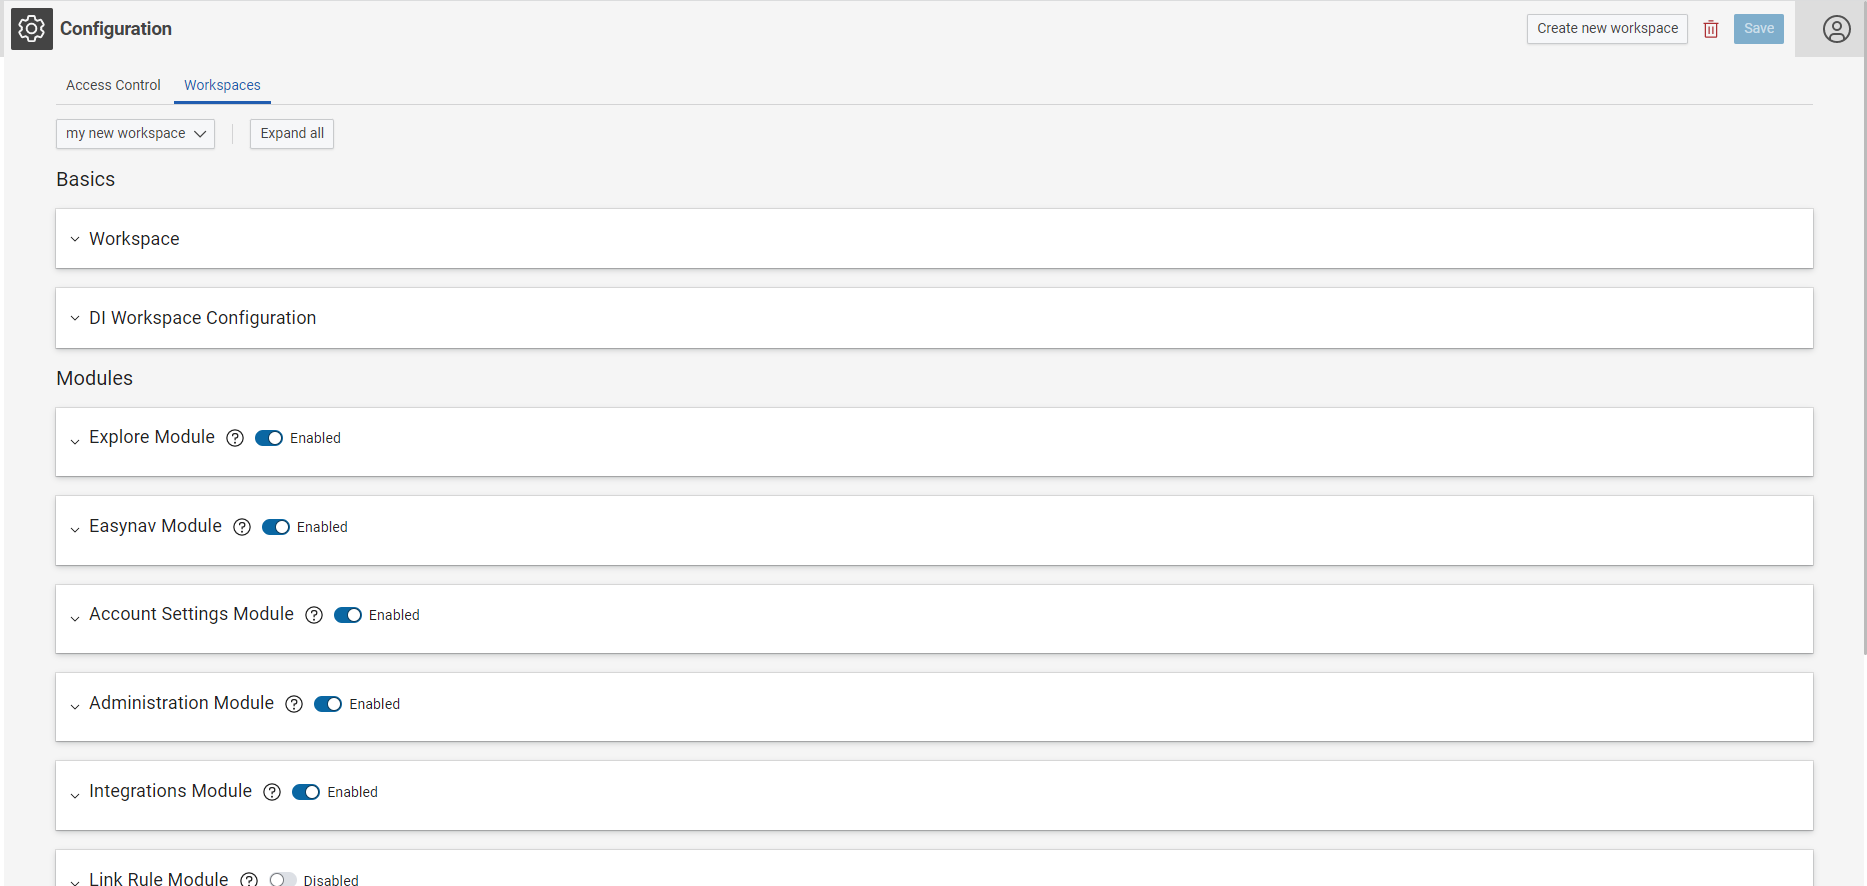 Configuration
Create new workspace
Save
Access Control
Workspaces
my new workspace
Expand all
Basics
Workspace
DI Workspace Configuration
Modules
Explore Module ? Enabled
Easynav Module ? Enabled
Account Settings Module ? Enabled
Administration Module ? Enabled
Integrations Module ? Enabled
Link Rule Module ? Disabled